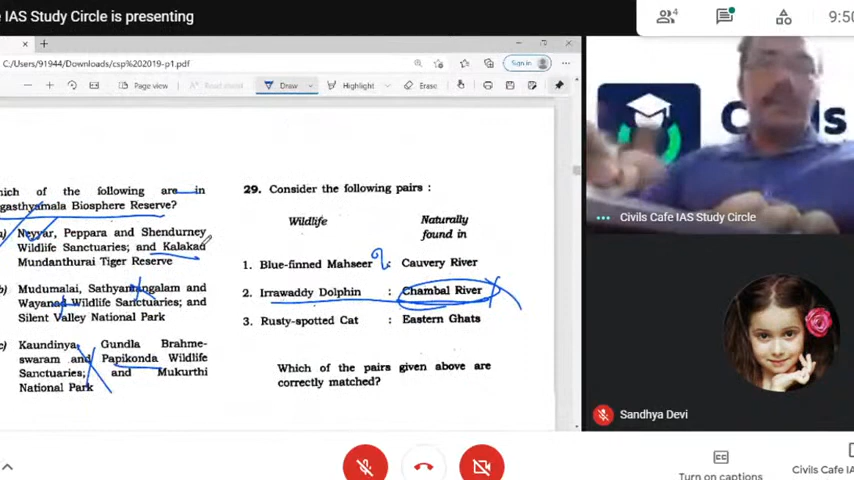 e IAS Study Circle is presenting
4
9:50
C:/Users/91944/Downloads/csp%202019-p1.pdf
Sign in
Page view
Draw
Highlight
Erase
hich of the following are in
gasthyamala Biosphere Reserve?
a) Neyyar, Peppara and Shendurney
Wildlife Sanctuaries; and Kalakad
Mundanthurai Tiger Reserve
b) Mudumalai, Sathyamangalam and
Wayanad Wildlife Sanctuaries; and
Silent Valley National Park
c) Kaundinya, Gundla Brahme-
swaram and Papikonda Wildlife
Sanctuaries; and Mukurthi
National Park
29. Consider the following pairs :
Wildlife Naturally
found in
1. Blue-finned Mahseer : Cauvery River
2. Irrawaddy Dolphin : Chambal River
3. Rusty-spotted Cat : Eastern Ghats
Which of the pairs given above are
correctly matched?
Civils Cafe IAS Study Circle
Sandhya Devi
Turn on captions
Civils Cafe IAS